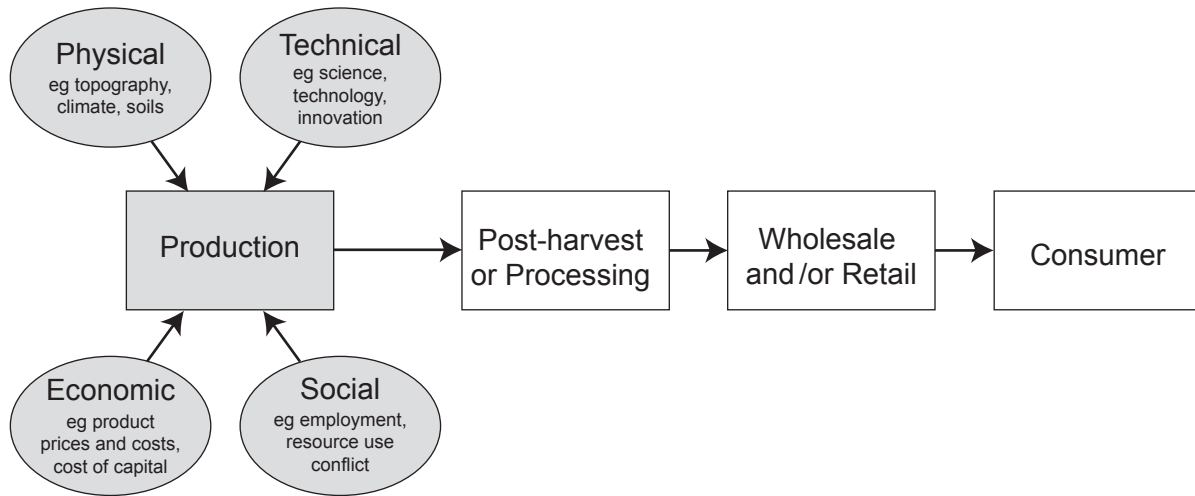 Physical
eg topography,
climate, soils
Technical
eg science,
technology,
innovation
Production
Post-harvest
or Processing
Wholesale
and/or Retail
Consumer
Economic
eg product
prices and costs,
cost of capital
Social
eg employment,
resource use
conflict